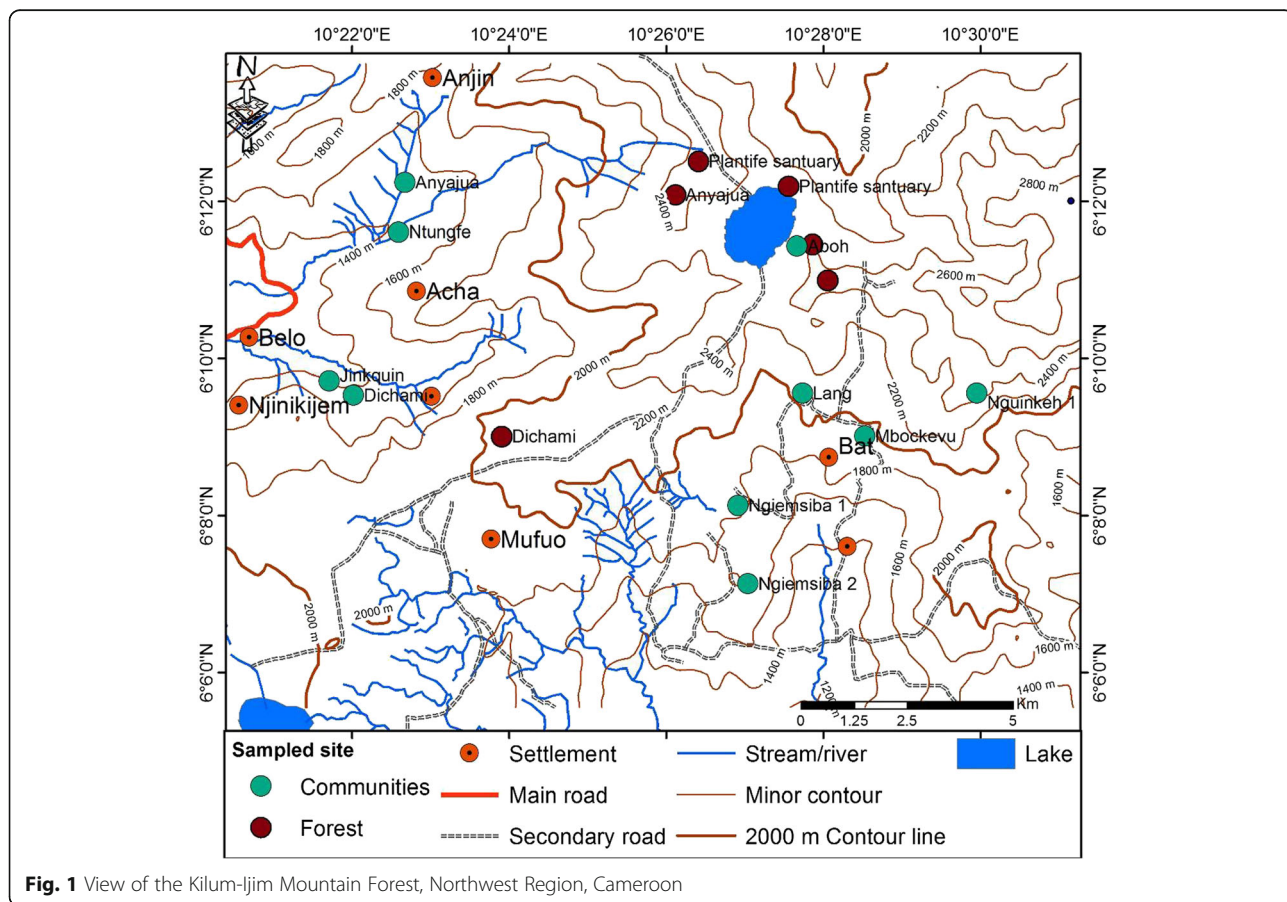 10°22'0"E 10°24'0"E 10°26'0"E 10°28'0"E 10°30'0"E
N
Anjin
1800 m
1800 m
1800 m
2000 m
2200 m
2800 m
Plantife santuary
Plantife santuary
Anyajua
Anyajua
2400 m
6°12'0"N 6°12'0"N
Ntungfe
1400 m
Aboh
1600 m
Acha
2600 m
Belo
6°10'0"N 6°10'0"N
2400 m
2000 m
2400 m
Jinkquin
Dichami
1800 m
Njinikijem
2200 m
Lang
2200 m
Nguinkeh 1
Dichami
Mbockevu
Bat
1800 m
1600 m
Ngiemsiba 1
6°8'0"N 6°8'0"N
Mufuo
1600 m
2000 m
Ngiemsiba 2
2000 m
2000 m
1600 m
6°6'0"N 6°6'0"N
1400 m
1200 m
1400 m
Km
0 1.25 2.5 5
Sampled site
Communities
Forest
Settlement
Main road
Secondary road
Stream/river
Minor contour
2000 m Contour line
Lake
Fig. 1 View of the Kilum-Ijim Mountain Forest, Northwest Region, Cameroon